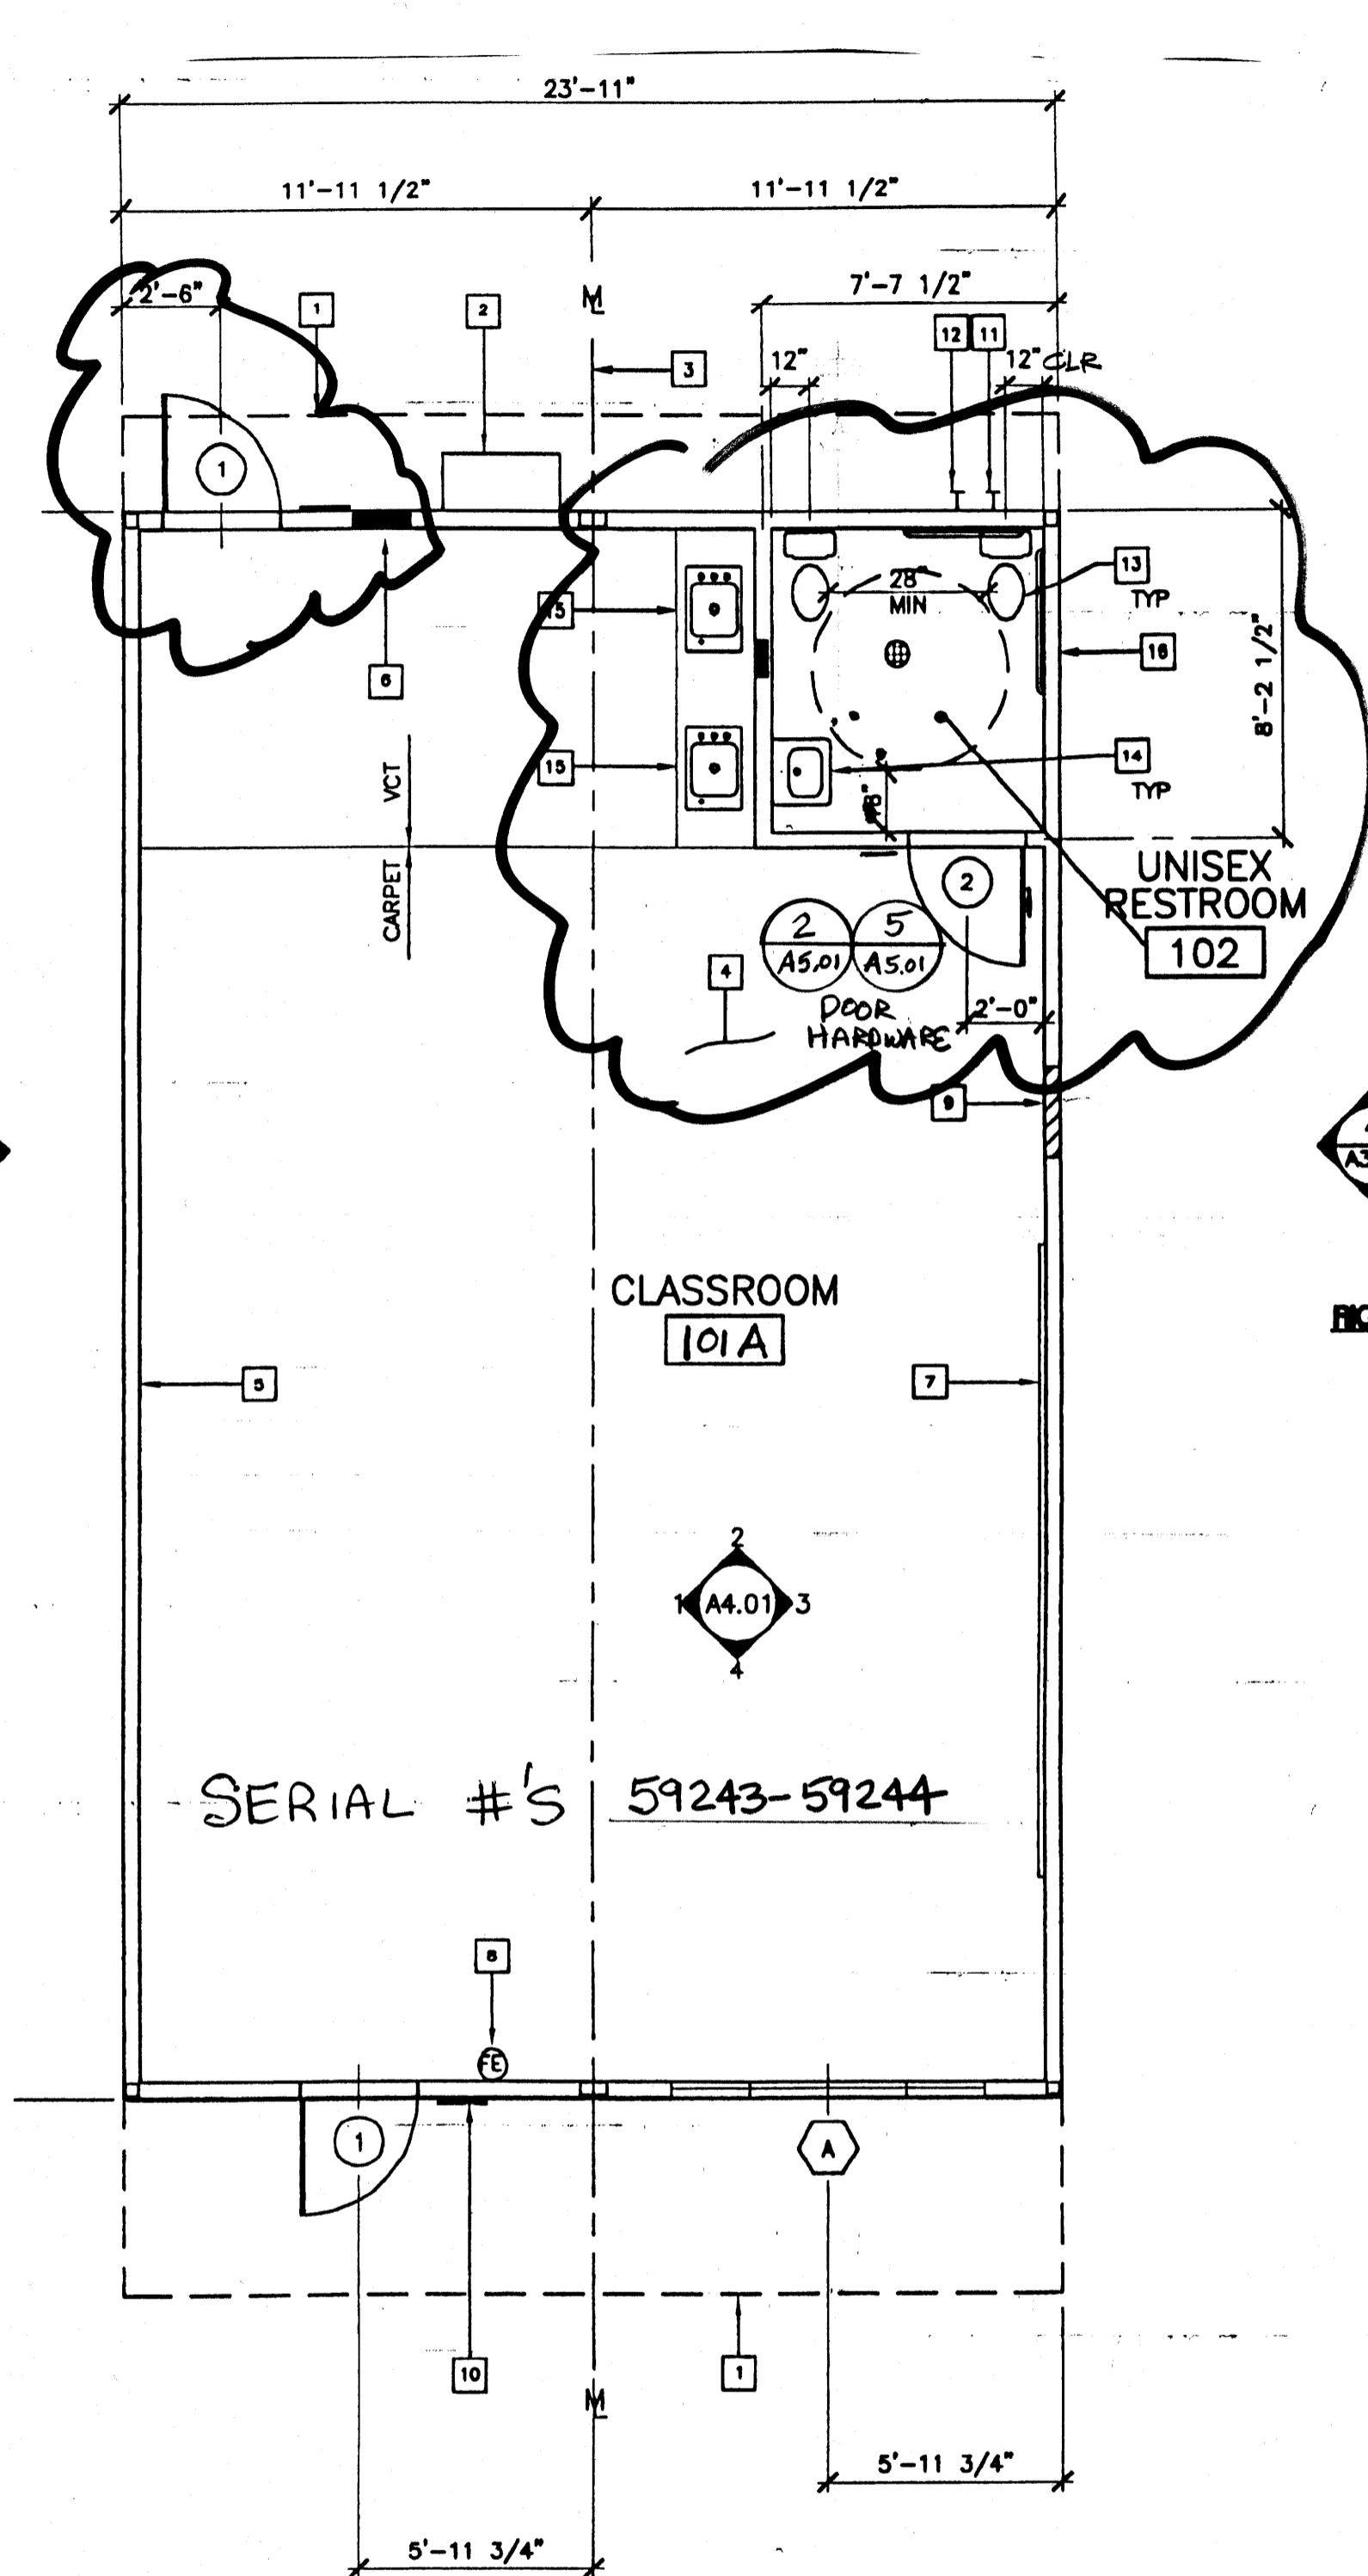 23'-11"
11'-11 1/2"
11'-11 1/2"
2'-6"
1
2
7'-7 1/2"
12
11
3
12"
12" CLR
1
28"
MIN
13
TYP
15
16
6
8'-2 1/2"
15
14
TYP
VCT
CARPET
2
UNISEX
RESTROOM
102
2
A5.01
5
A5.01
4
DOOR
HARDWARE
2'-0"
9
CLASSROOM
101A
5
7
2
1
A4.01
3
4
SERIAL #'S 59243-59244
8
FE
1
A
10
1
5'-11 3/4"
5'-11 3/4"